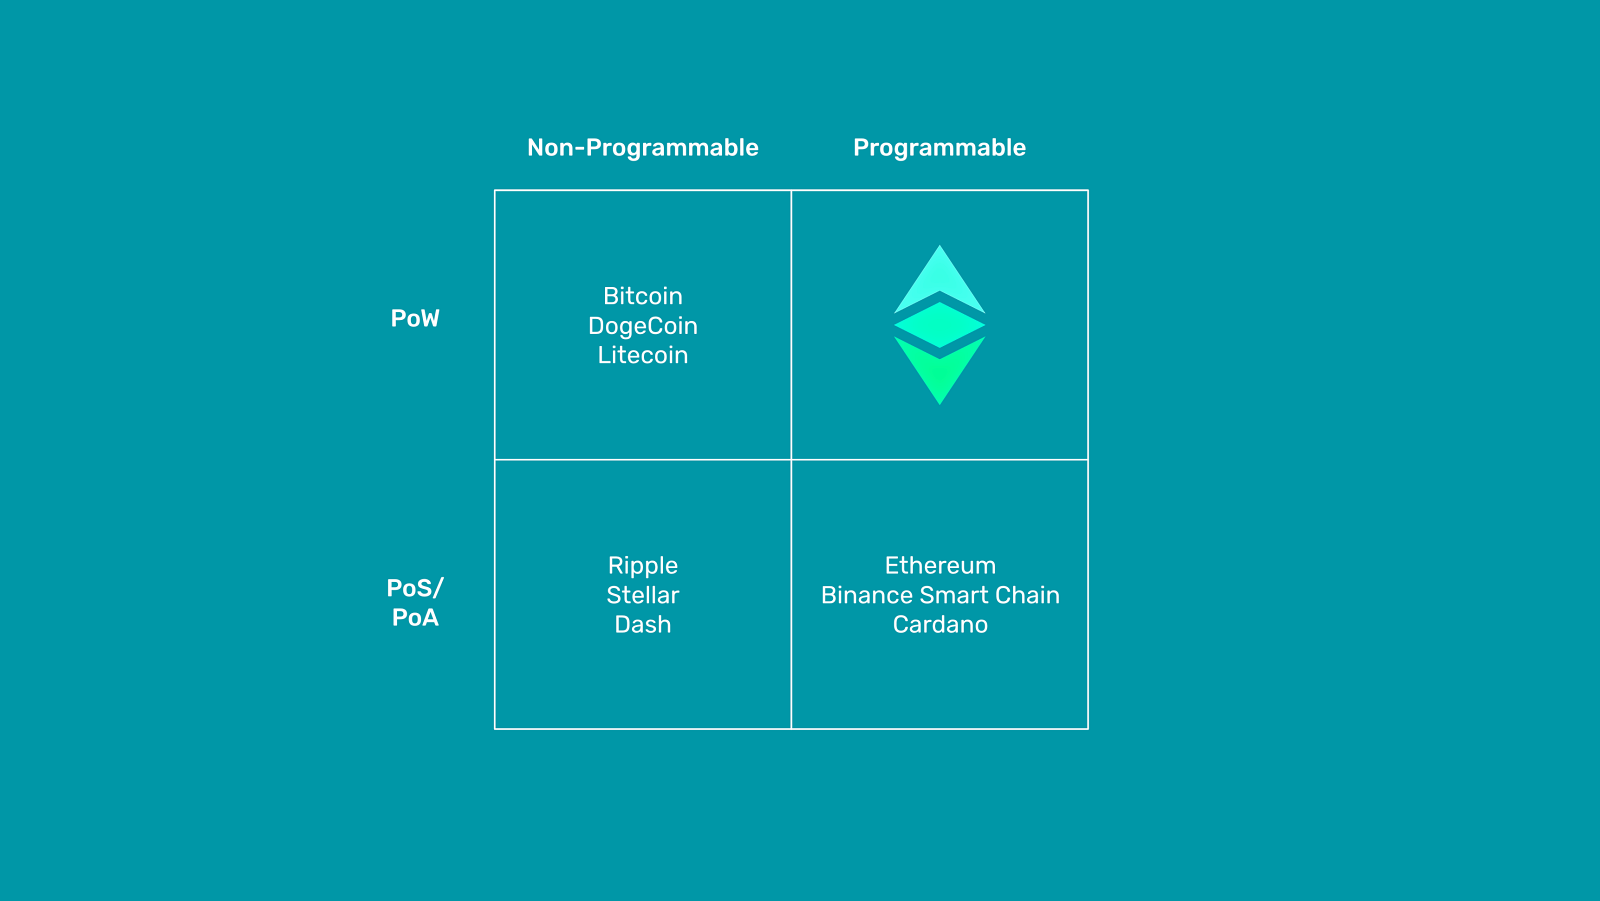 Non-Programmable
Programmable
PoW
Bitcoin
DogeCoin
Litecoin
PoS/
PoA
Ripple
Stellar
Dash
Ethereum
Binance Smart Chain
Cardano